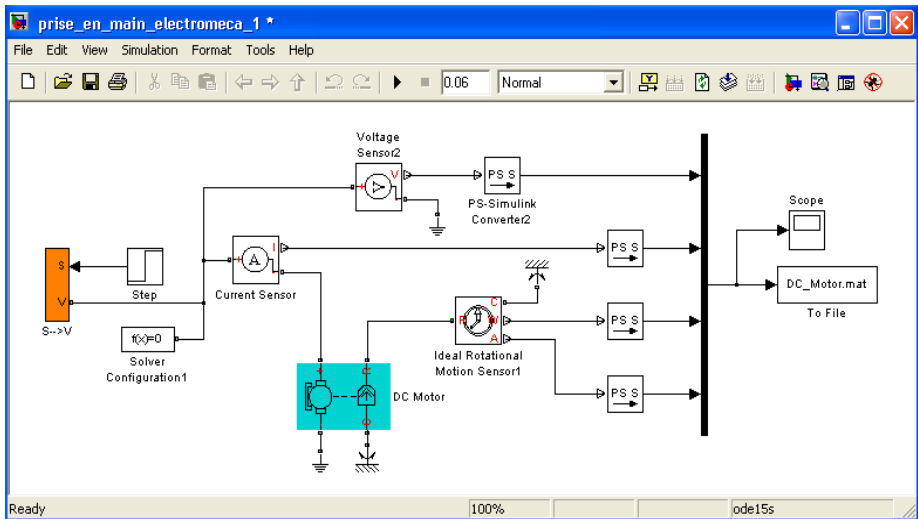 prise_en_main_electromeca_1 *
File Edit View Simulation Format Tools Help
0.06 Normal
Voltage
Sensor2
V
PS S
PS-Simulink
Converter2
Scope
S
V
S-->V
Step
I
A
Current Sensor
PS S
DC_Motor.mat
To File
f(x)=0
Solver
Configuration1
C
R
W
A
Ideal Rotational
Motion Sensor1
PS S
PS S
DC Motor
Ready 100% ode15s